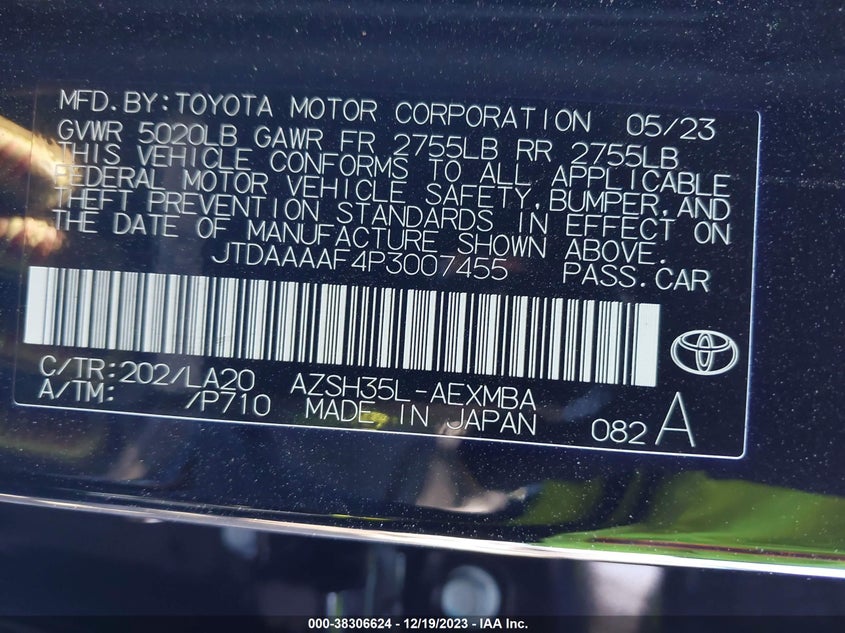 MFD.BY:TOYOTA MOTOR CORPORATION 05/23
GVWR 5020LB GAWR FR 2755LB RR 2755LB
THIS VEHICLE CONFORMS TO ALL APPLICABLE
FEDERAL MOTOR VEHICLE SAFETY,BUMPER,AND
THEFT PREVENTION STANDARDS IN EFFECT ON
THE DATE OF MANUFACTURE SHOWN ABOVE.
JTDAAAAF4P3007455 PASS.CAR
C/TR:202/LA20 AZSH35L-AEXMBA
A/TM: /P710 MADE IN JAPAN 082 A
000-38306624 - 12/19/2023 - IAA Inc.